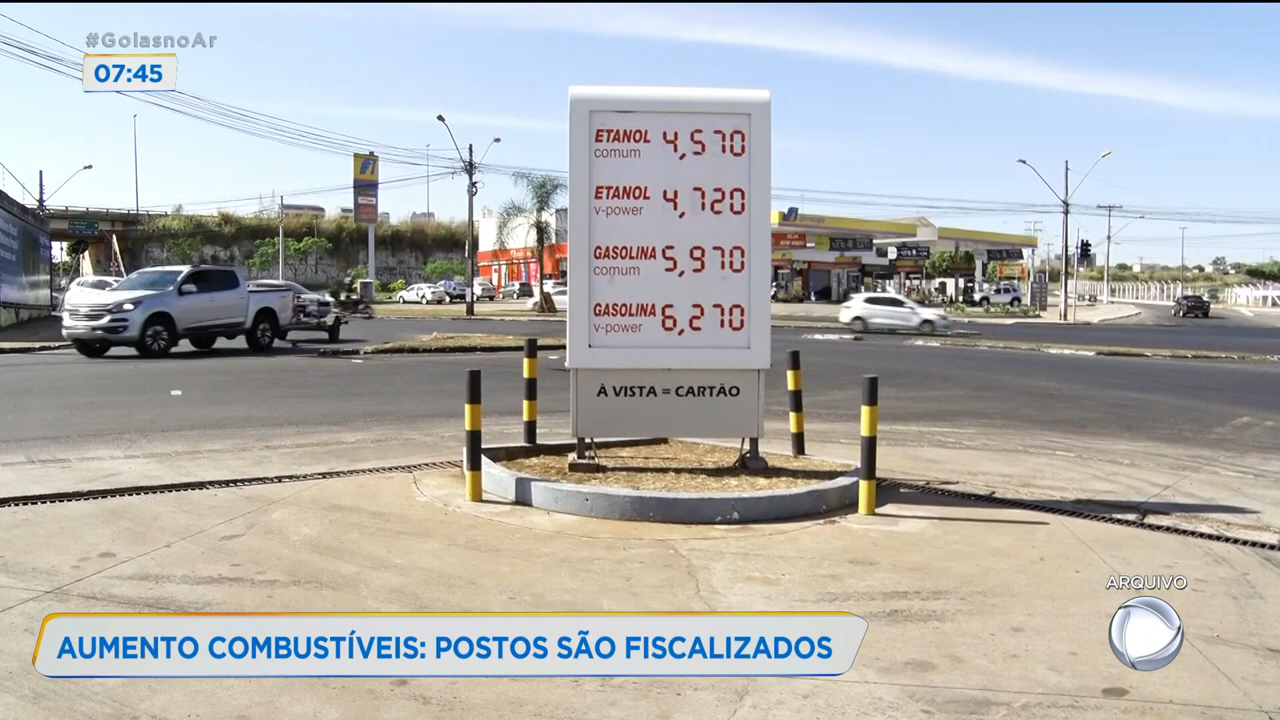 #GoIasnoAr
07:45
ETANOL 4,570
comum
ETANOL 4,720
v-power
GASOLINA 5,970
comum
GASOLINA 6,270
v-power
À VISTA = CARTÃO
ARQUIVO
AUMENTO COMBUSTÍVEIS: POSTOS SÃO FISCALIZADOS